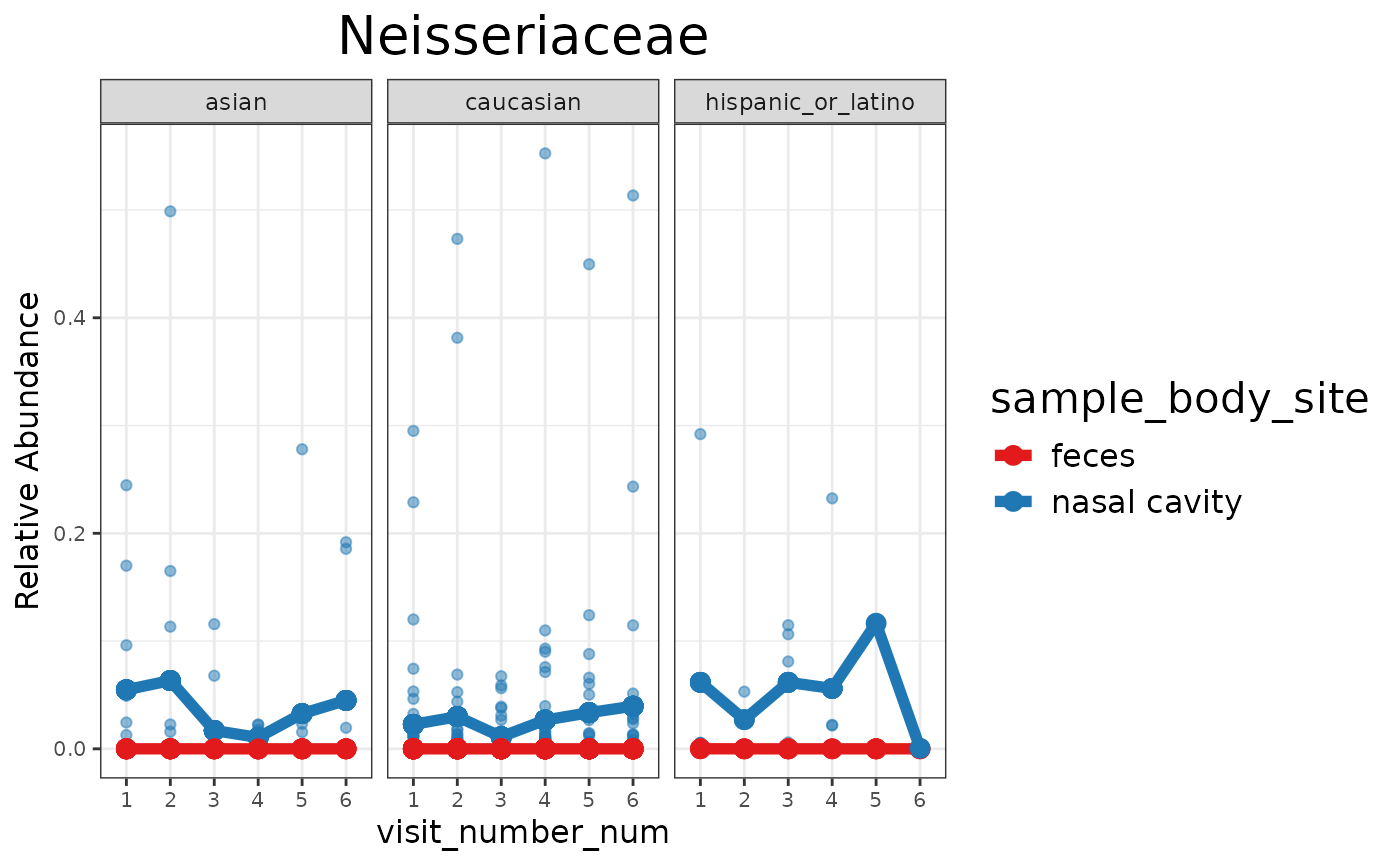 Neisseriaceae
asian caucasian hispanic_or_latino
Relative Abundance
0.4
0.2
0.0
1 2 3 4 5 6 1 2 3 4 5 6 1 2 3 4 5 6
visit_number_num
sample_body_site
feces
nasal cavity